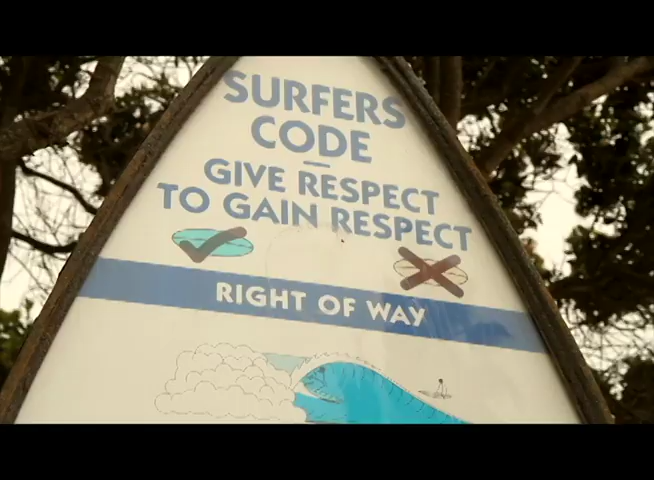 SURFERS
CODE
–
GIVE RESPECT
TO GAIN RESPECT
RIGHT OF WAY